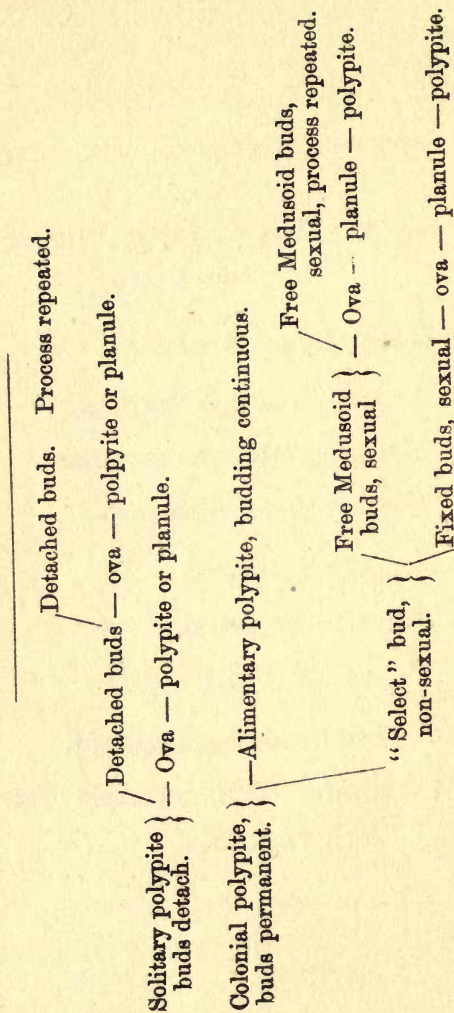 Detached buds. Process repeated.
Detached buds — ova — polpyite or planule.
Solitary polypite } — Ova — polypite or planule.
buds detach.
Colonial polypite, } —Alimentary polypite, budding continuous.
buds permanent.
Free Medusoid buds,
sexual, process repeated.
Free Medusoid } — Ova - planule — polypite.
buds, sexual
"Select" bud, }
non-sexual.
Fixed buds, sexual — ova — planule —polypite.